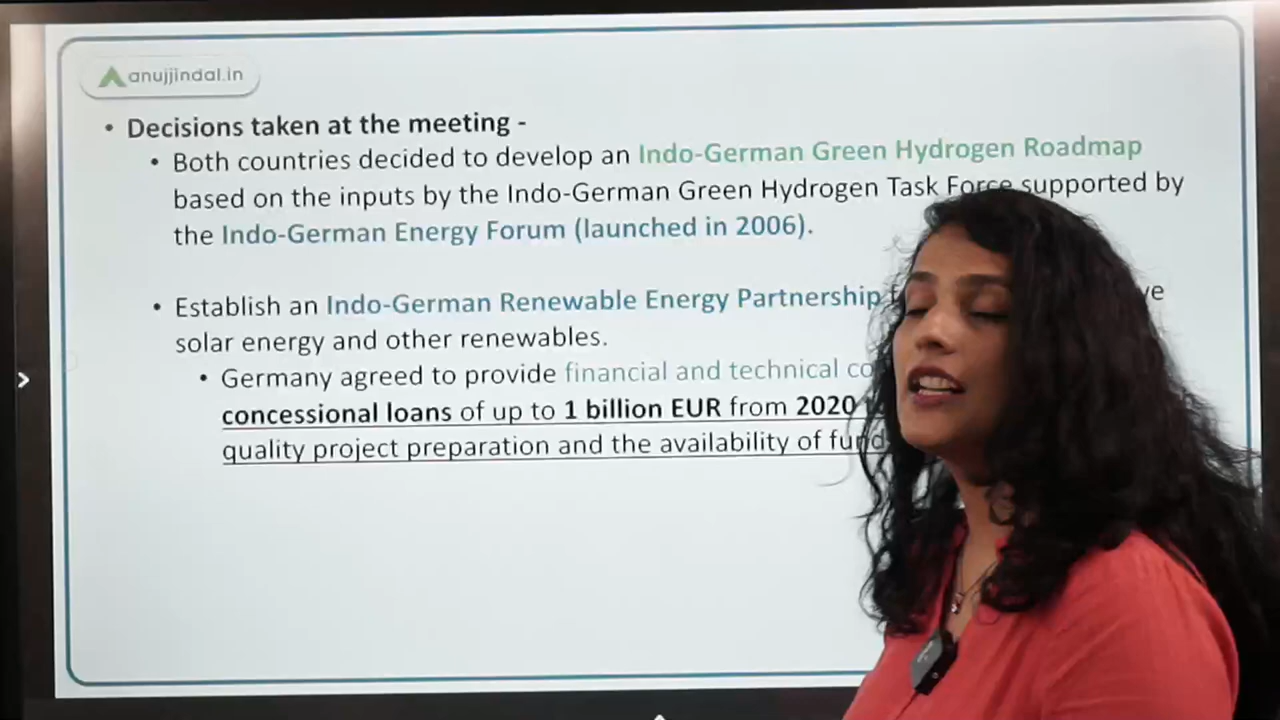 anujjindal.in
Decisions taken at the meeting -
Both countries decided to develop an Indo-German Green Hydrogen Roadmap
based on the inputs by the Indo-German Green Hydrogen Task Force supported by
the Indo-German Energy Forum (launched in 2006).
Establish an Indo-German Renewable Energy Partnership
solar energy and other renewables.
Germany agreed to provide financial and technical
concessional loans of up to 1 billion EUR from 2020
quality project preparation and the availability of